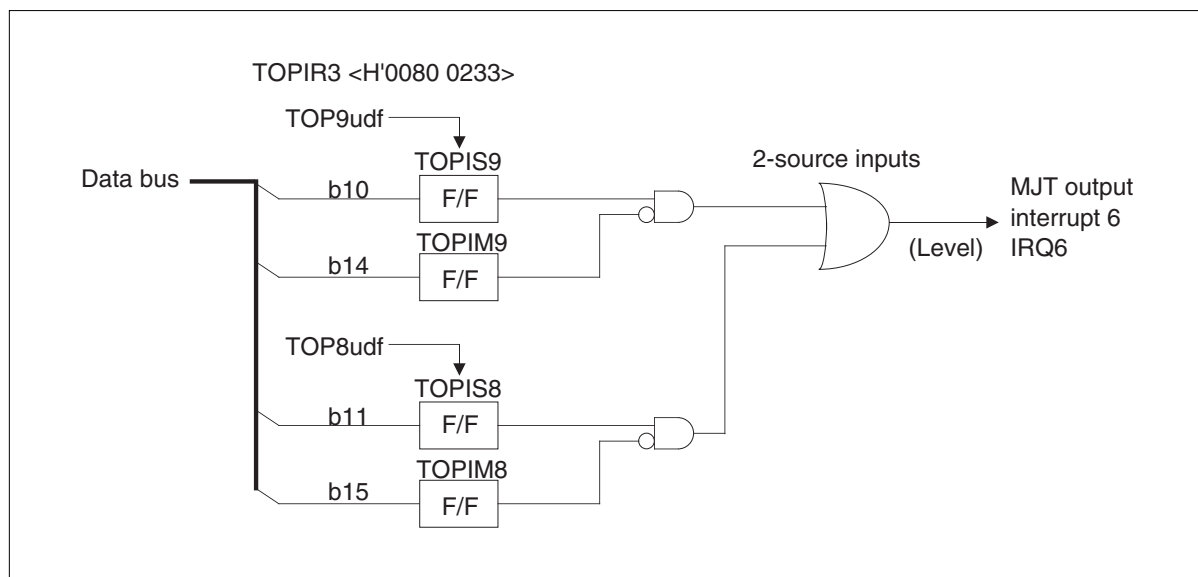 TOPIR3 <H'0080 0233>
TOP9udf
TOPIS9
Data bus
b10
F/F
TOPIM9
b14
F/F
2-source inputs
(Level)
MJT output
interrupt 6
IRQ6
TOP8udf
TOPIS8
b11
F/F
TOPIM8
b15
F/F